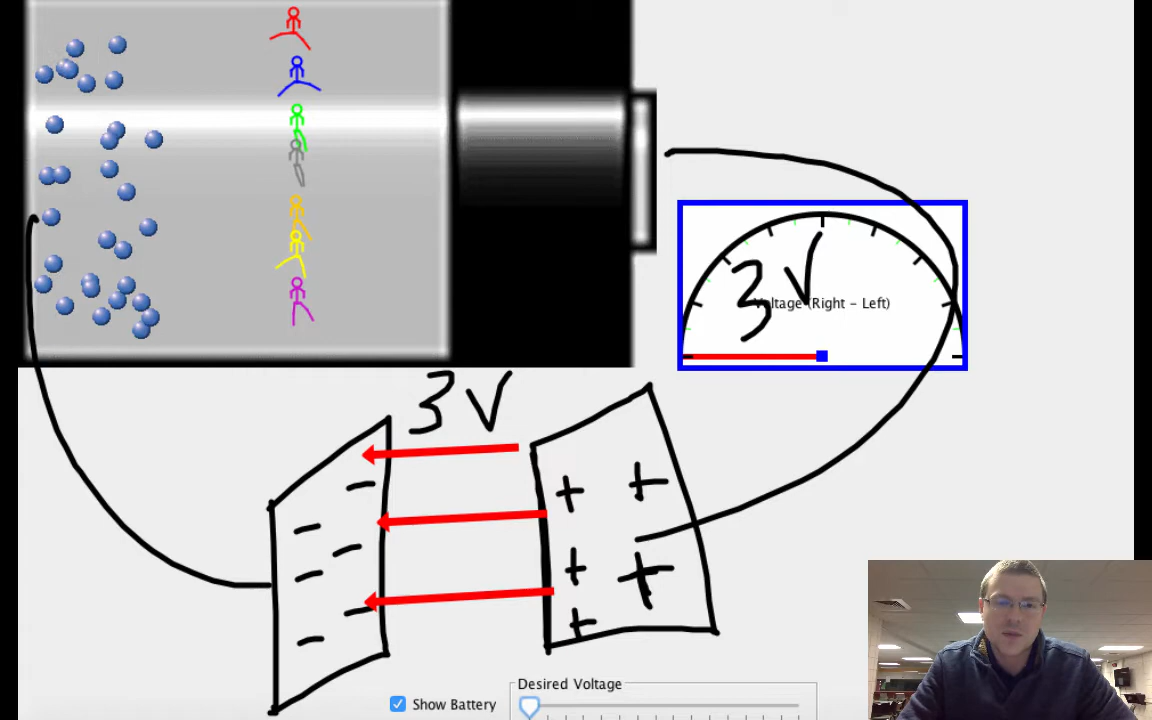 3V
Voltage (Right - Left)
3V
- + +
- -
- + +
- +
-
Desired Voltage
Show Battery